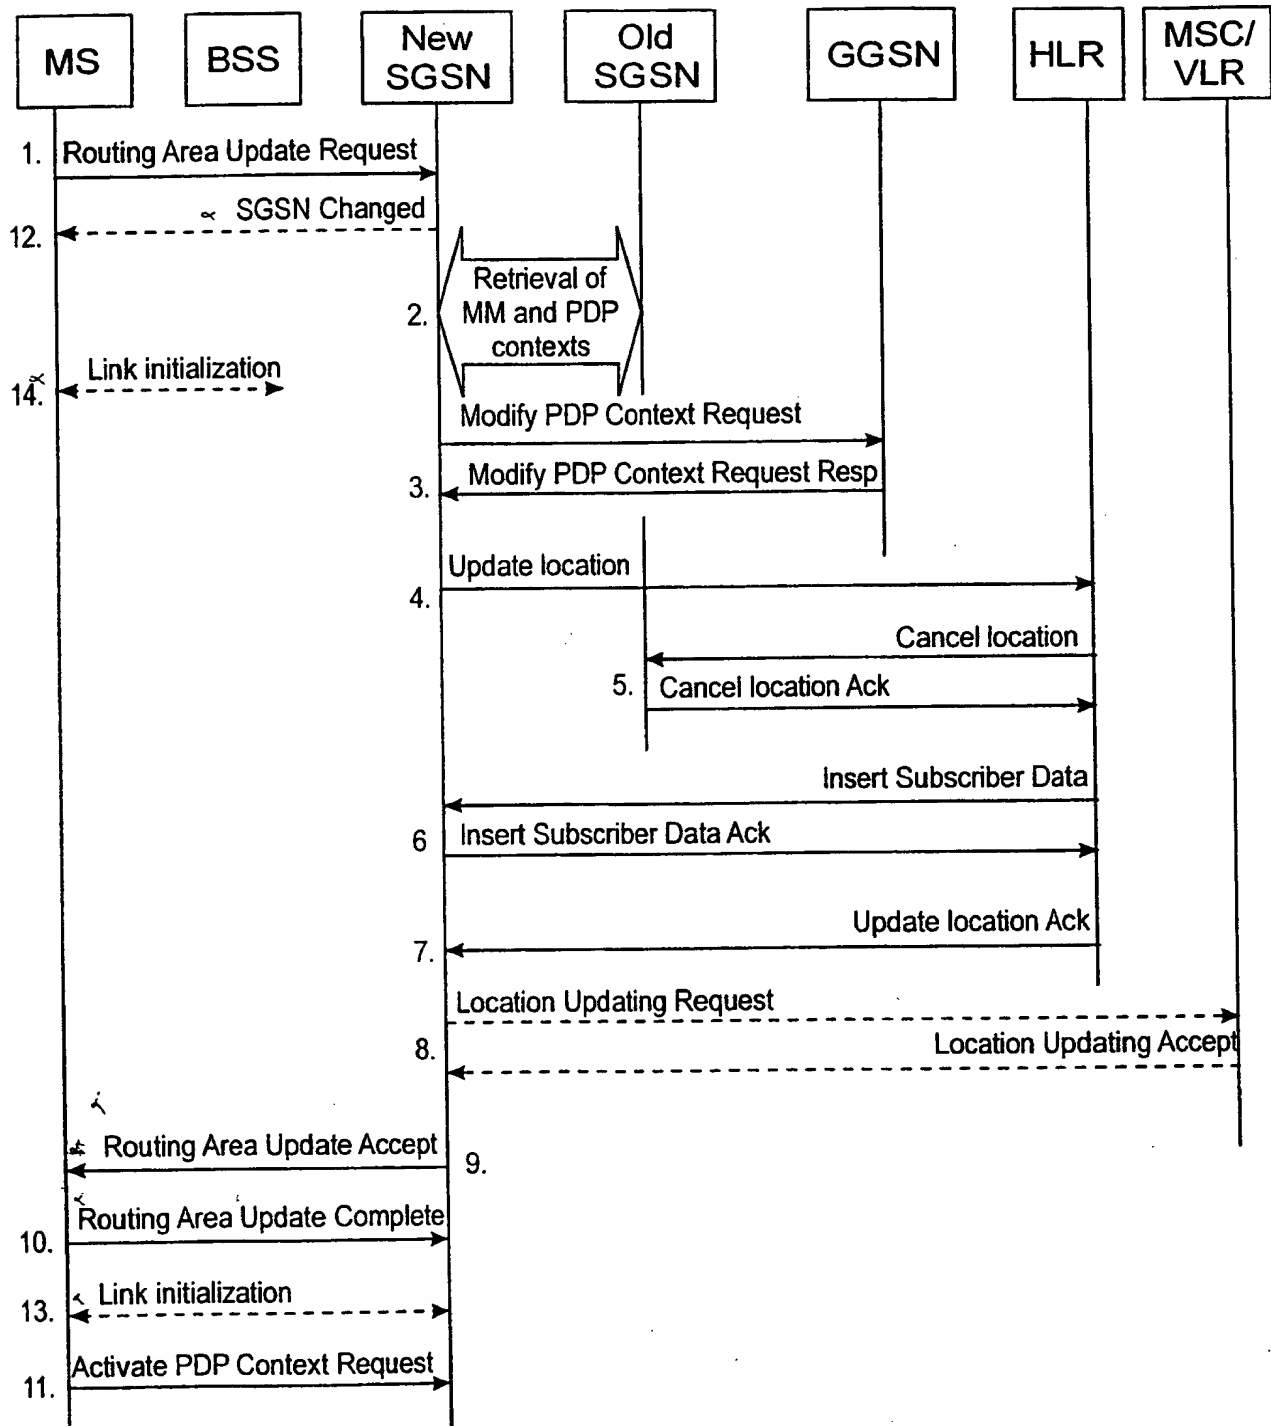 MS
BSS
New
SGSN
Old
SGSN
GGSN
HLR
MSC/
VLR
1. Routing Area Update Request
SGSN Changed
12.
Retrieval of
2. MM and PDP
contexts
Link initialization
14.
Modify PDP Context Request
Modify PDP Context Request Resp
3.
Update location
4.
Cancel location
5. Cancel location Ack
Insert Subscriber Data
6 Insert Subscriber Data Ack
Update location Ack
7.
Location Updating Request
8. Location Updating Accept
Routing Area Update Accept 9.
Routing Area Update Complete
10.
Link initialization
13.
Activate PDP Context Request
11.